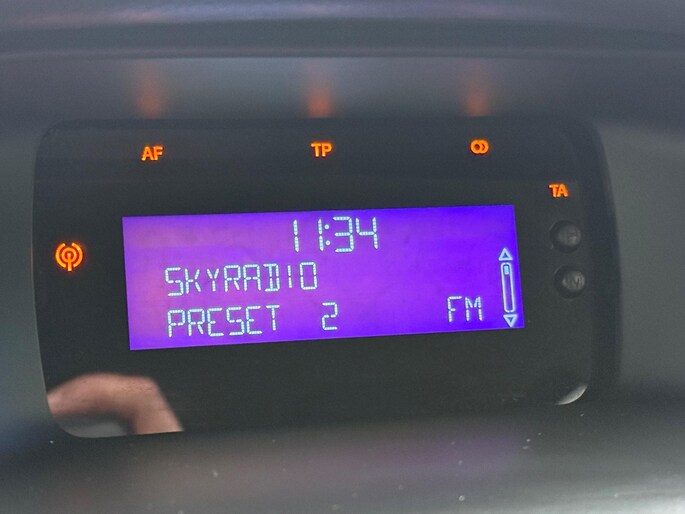 AF TP
TA
11:34
SKYRADIO
PRESET 2 FM